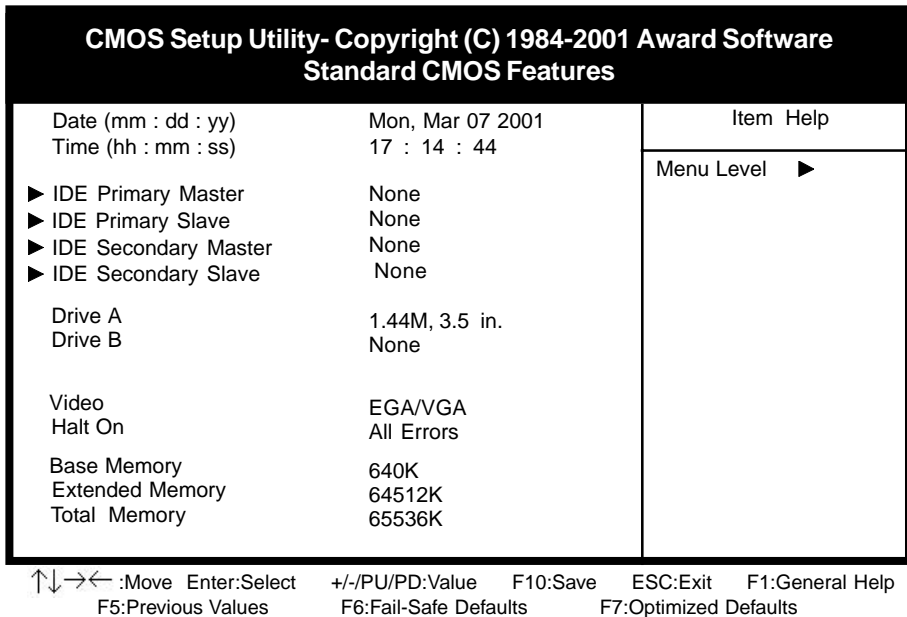 CMOS Setup Utility- Copyright (C) 1984-2001 Award Software
Standard CMOS Features
Date (mm : dd : yy) Mon, Mar 07 2001
Time (hh : mm : ss) 17 : 14 : 44
Item Help
Menu Level ▶
▶ IDE Primary Master None
▶ IDE Primary Slave None
▶ IDE Secondary Master None
▶ IDE Secondary Slave None
Drive A 1.44M, 3.5 in.
Drive B None
Video EGA/VGA
Halt On All Errors
Base Memory 640K
Extended Memory 64512K
Total Memory 65536K
↑↓→← :Move Enter:Select +/-/PU/PD:Value F10:Save ESC:Exit F1:General Help
F5:Previous Values F6:Fail-Safe Defaults F7:Optimized Defaults